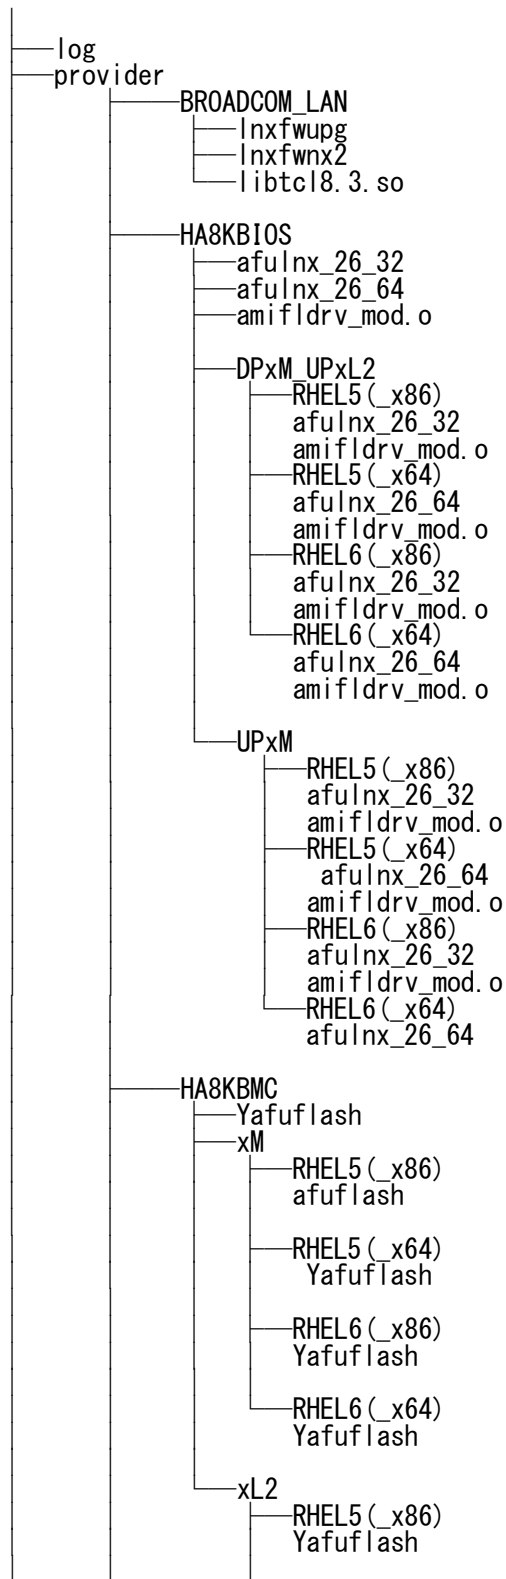 log
provider
BROADCOM_LAN
lnxfwupg
lnxfwnx2
libtcl8.3.so
HA8KBIOS
afulnx_26_32
afulnx_26_64
amifldrv_mod.o
DPxM_UPxL2
RHEL5(_x86)
afulnx_26_32
amifldrv_mod.o
RHEL5(_x64)
afulnx_26_64
amifldrv_mod.o
RHEL6(_x86)
afulnx_26_32
amifldrv_mod.o
RHEL6(_x64)
afulnx_26_64
amifldrv_mod.o
UPxM
RHEL5(_x86)
afulnx_26_32
amifldrv_mod.o
RHEL5(_x64)
afulnx_26_64
amifldrv_mod.o
RHEL6(_x86)
afulnx_26_32
amifldrv_mod.o
RHEL6(_x64)
afulnx_26_64
HA8KBMC
Yafuflash
xM
RHEL5(_x86)
afuflash
RHEL5(_x64)
Yafuflash
RHEL6(_x86)
Yafuflash
RHEL6(_x64)
Yafuflash
xL2
RHEL5(_x86)
Yafuflash